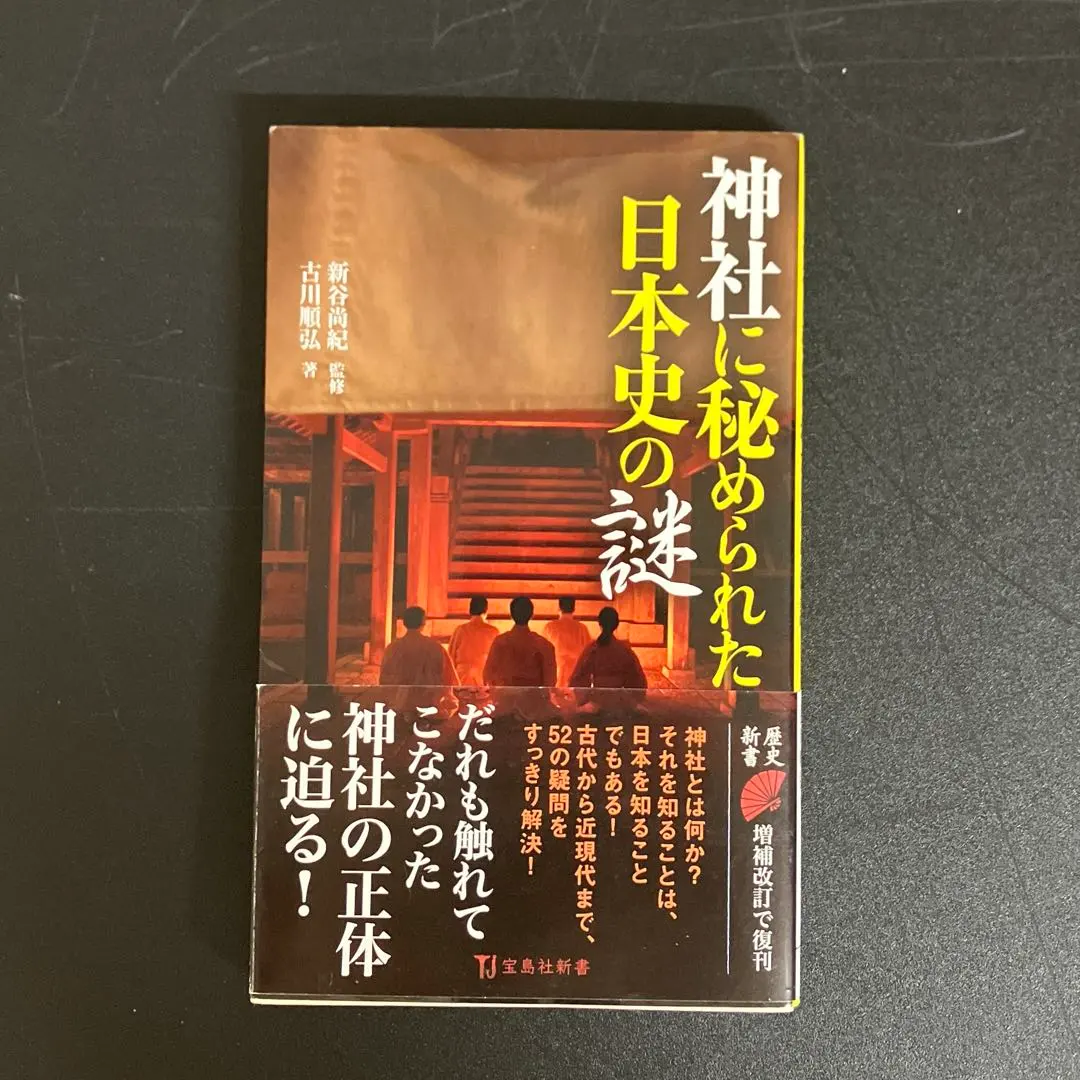 神社に秘められた
日本史の謎
新谷尚紀 監修
古川順弘 著
歴史
新書
増補改訂で復刊
神社とは何か?
それを知ることは、
日本を知ること
でもある!
古代から近現代まで、
52の疑問を
すっきり解決!
だれも触れて
こなかった
神社の正体
に迫る!
TJ 宝島社新書